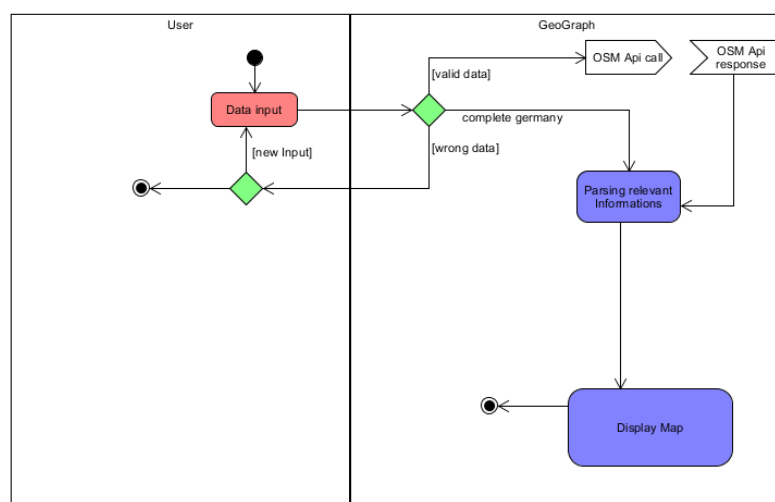 User
GeoGraph
OSM Api call
OSM Api
response
[valid data]
Data input
complete germany
[new Input]
[wrong data]
Parsing relevant
Informations
Display Map